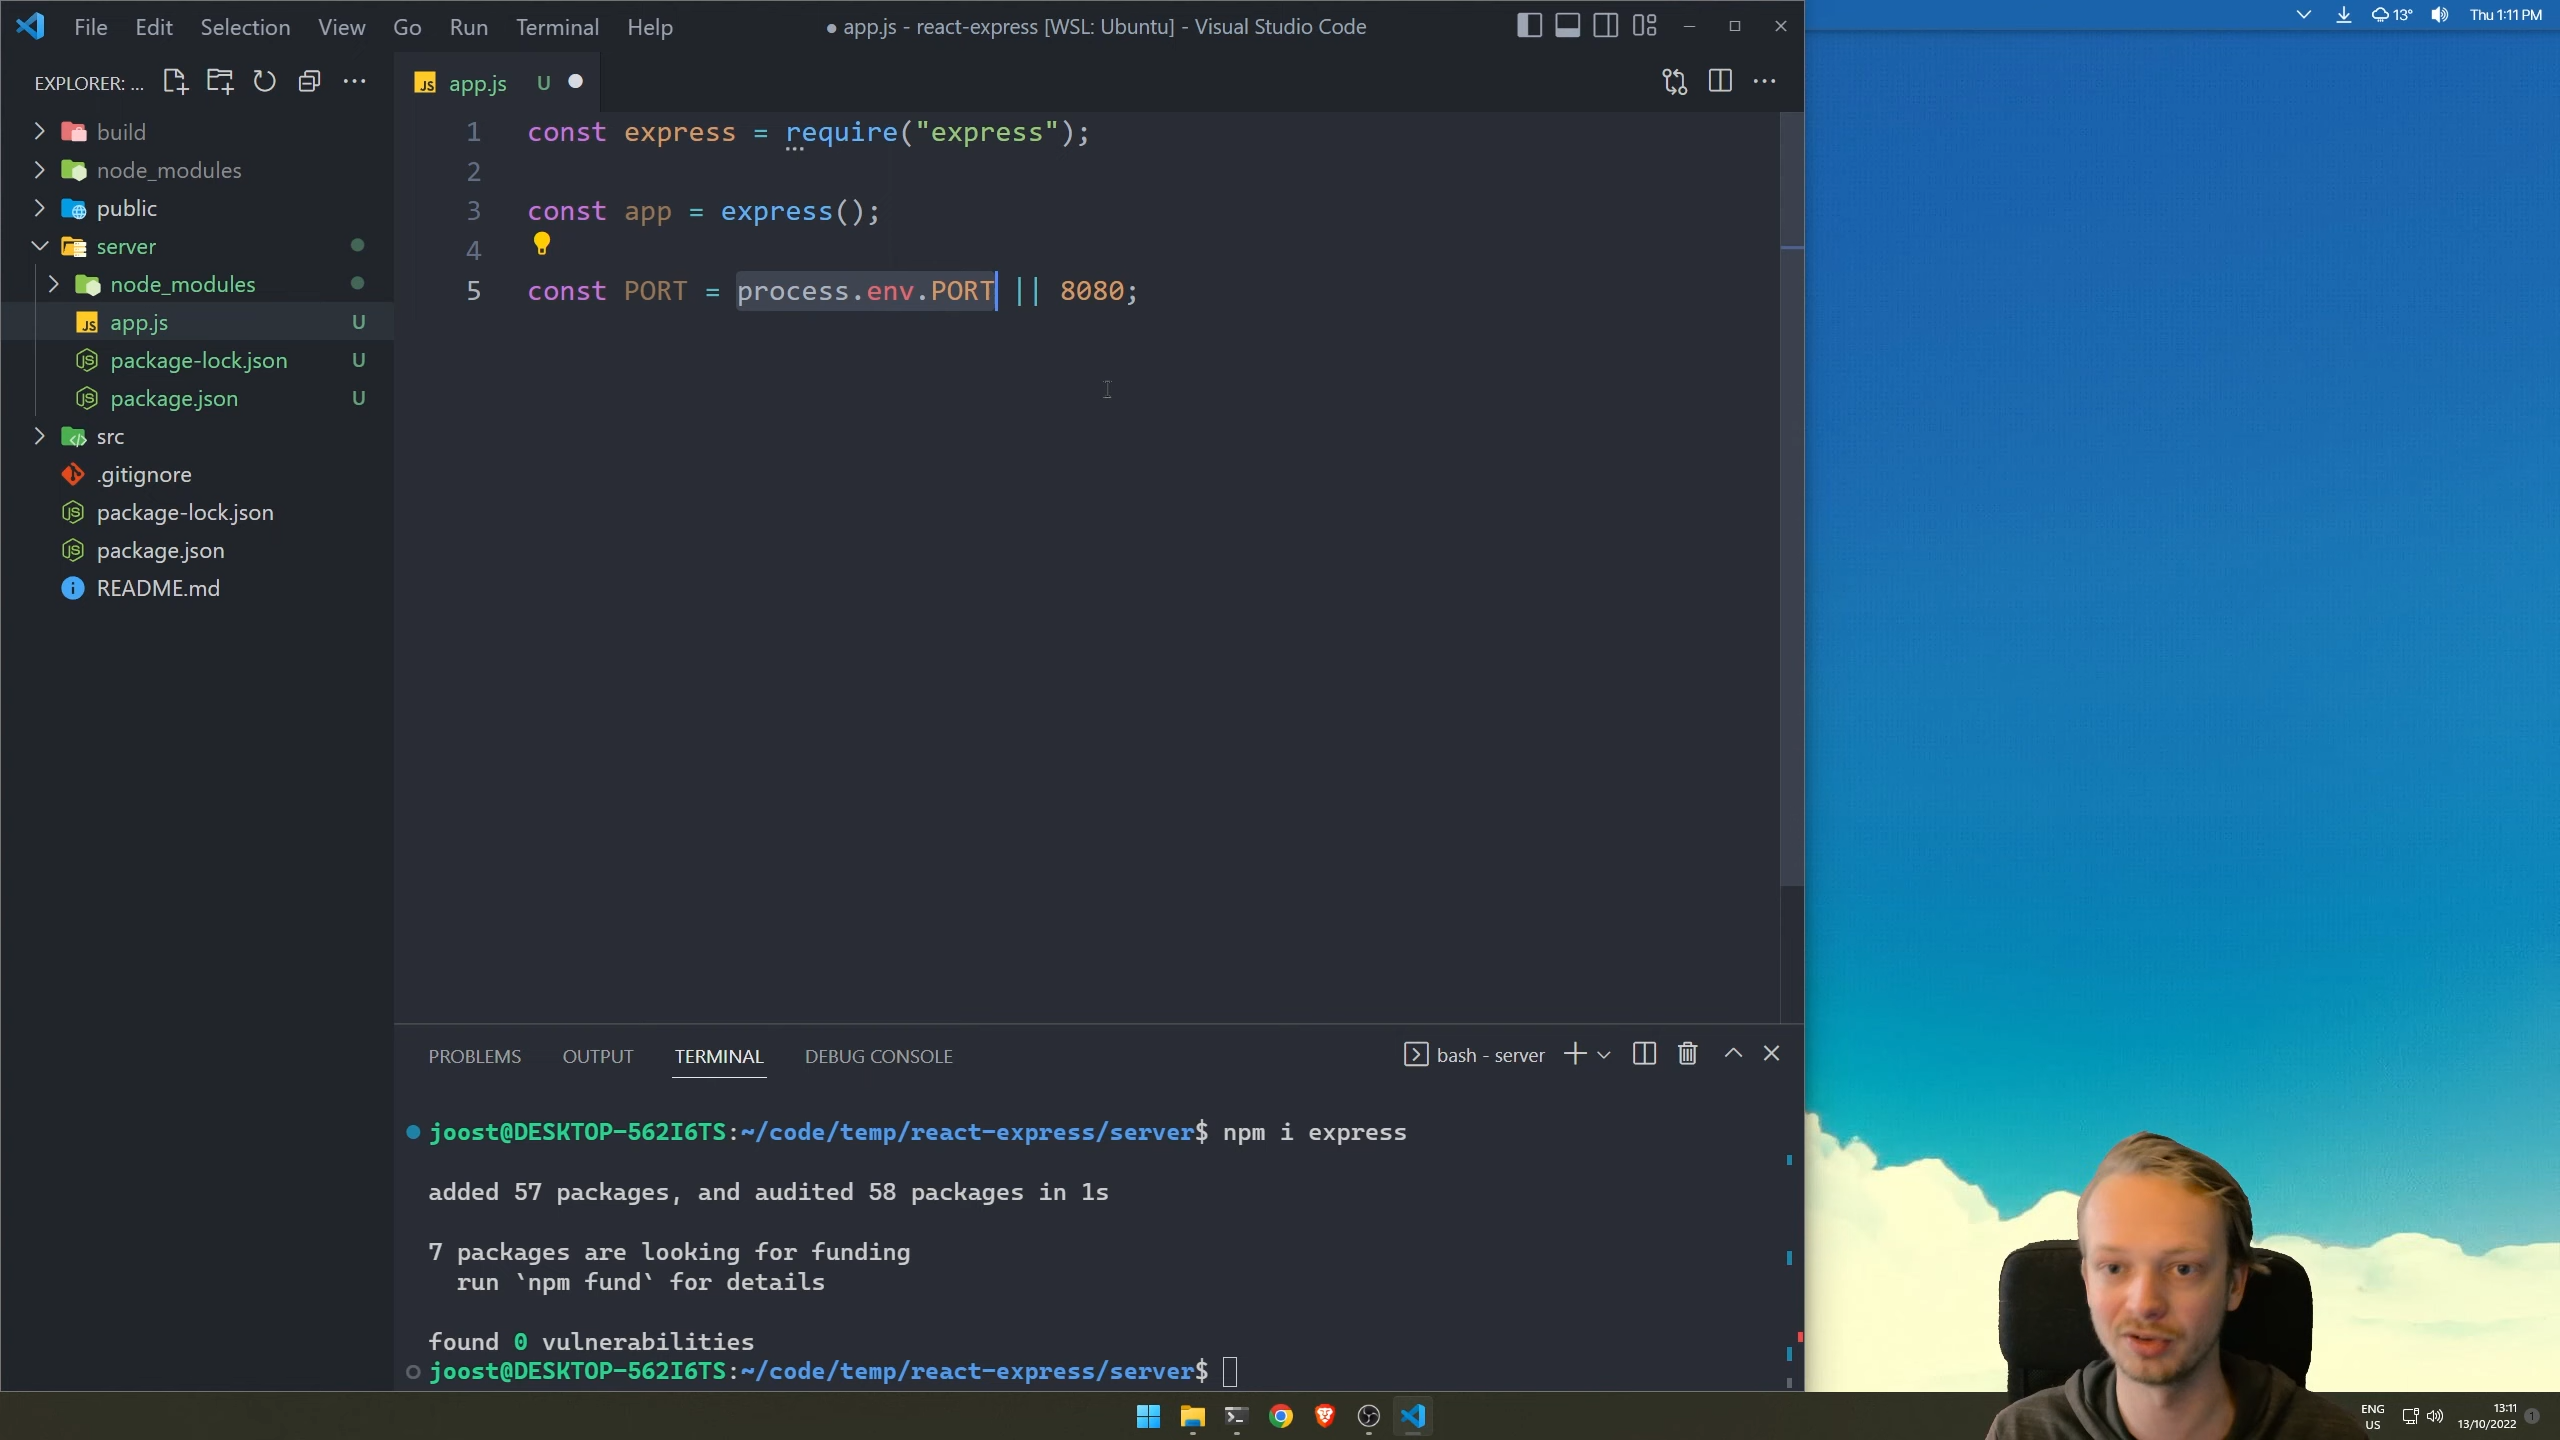 File Edit Selection View Go Run Terminal Help
● app.js - react-express [WSL: Ubuntu] - Visual Studio Code
13° Thu 1:11 PM
EXPLORER: ...
JS app.js U
build
node_modules
public
server
node_modules
JS app.js U
package-lock.json U
package.json U
src
.gitignore
package-lock.json
package.json
README.md
1 const express = require("express");
2
3 const app = express();
4
5 const PORT = process.env.PORT || 8080;
PROBLEMS OUTPUT TERMINAL DEBUG CONSOLE
bash - server
joost@DESKTOP-562I6TS:~/code/temp/react-express/server$ npm i express
added 57 packages, and audited 58 packages in 1s
7 packages are looking for funding
run `npm fund` for details
found 0 vulnerabilities
joost@DESKTOP-562I6TS:~/code/temp/react-express/server$
ENG
US
13:11
13/10/2022
1